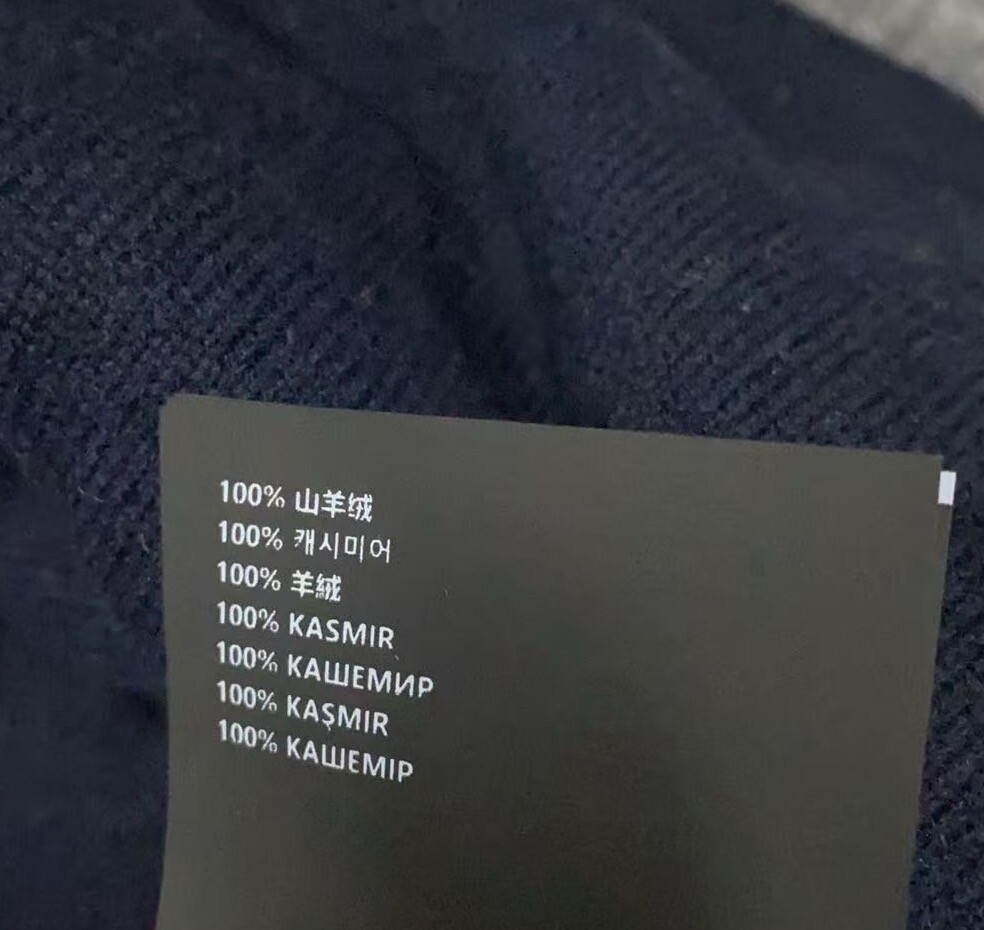 100% 山羊绒
100% 캐시미어
100% 羊絨
100% KASMIR
100% КАШЕМИР
100% KAŞMIR
100% КАШЕМІР